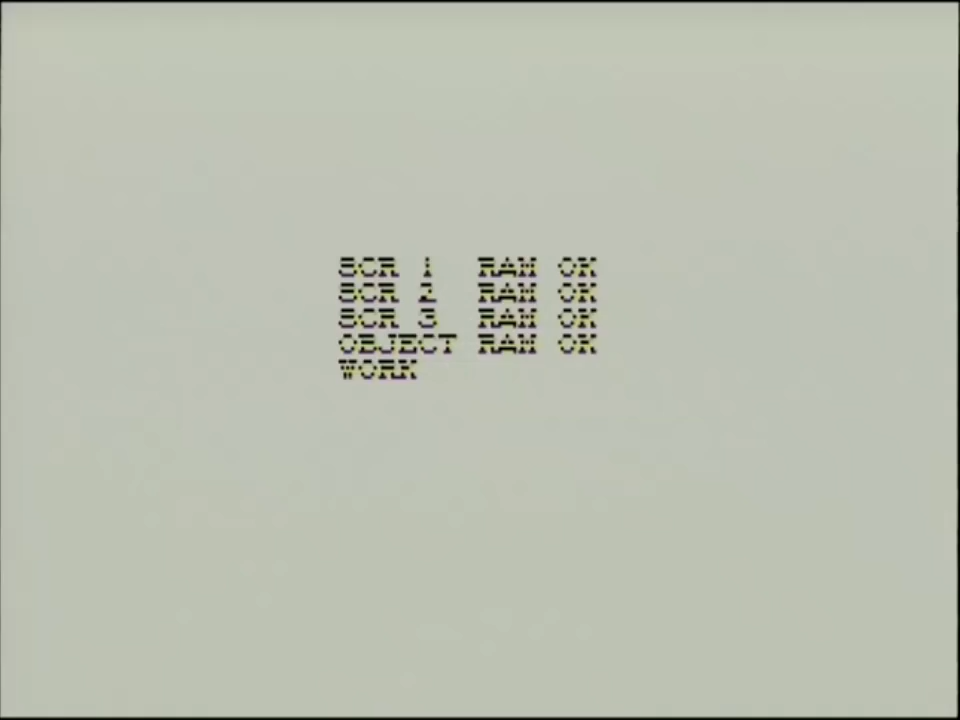 SCR 1  RAM OK
SCR 2  RAM OK
SCR 3  RAM OK
OBJECT RAM OK
WORK